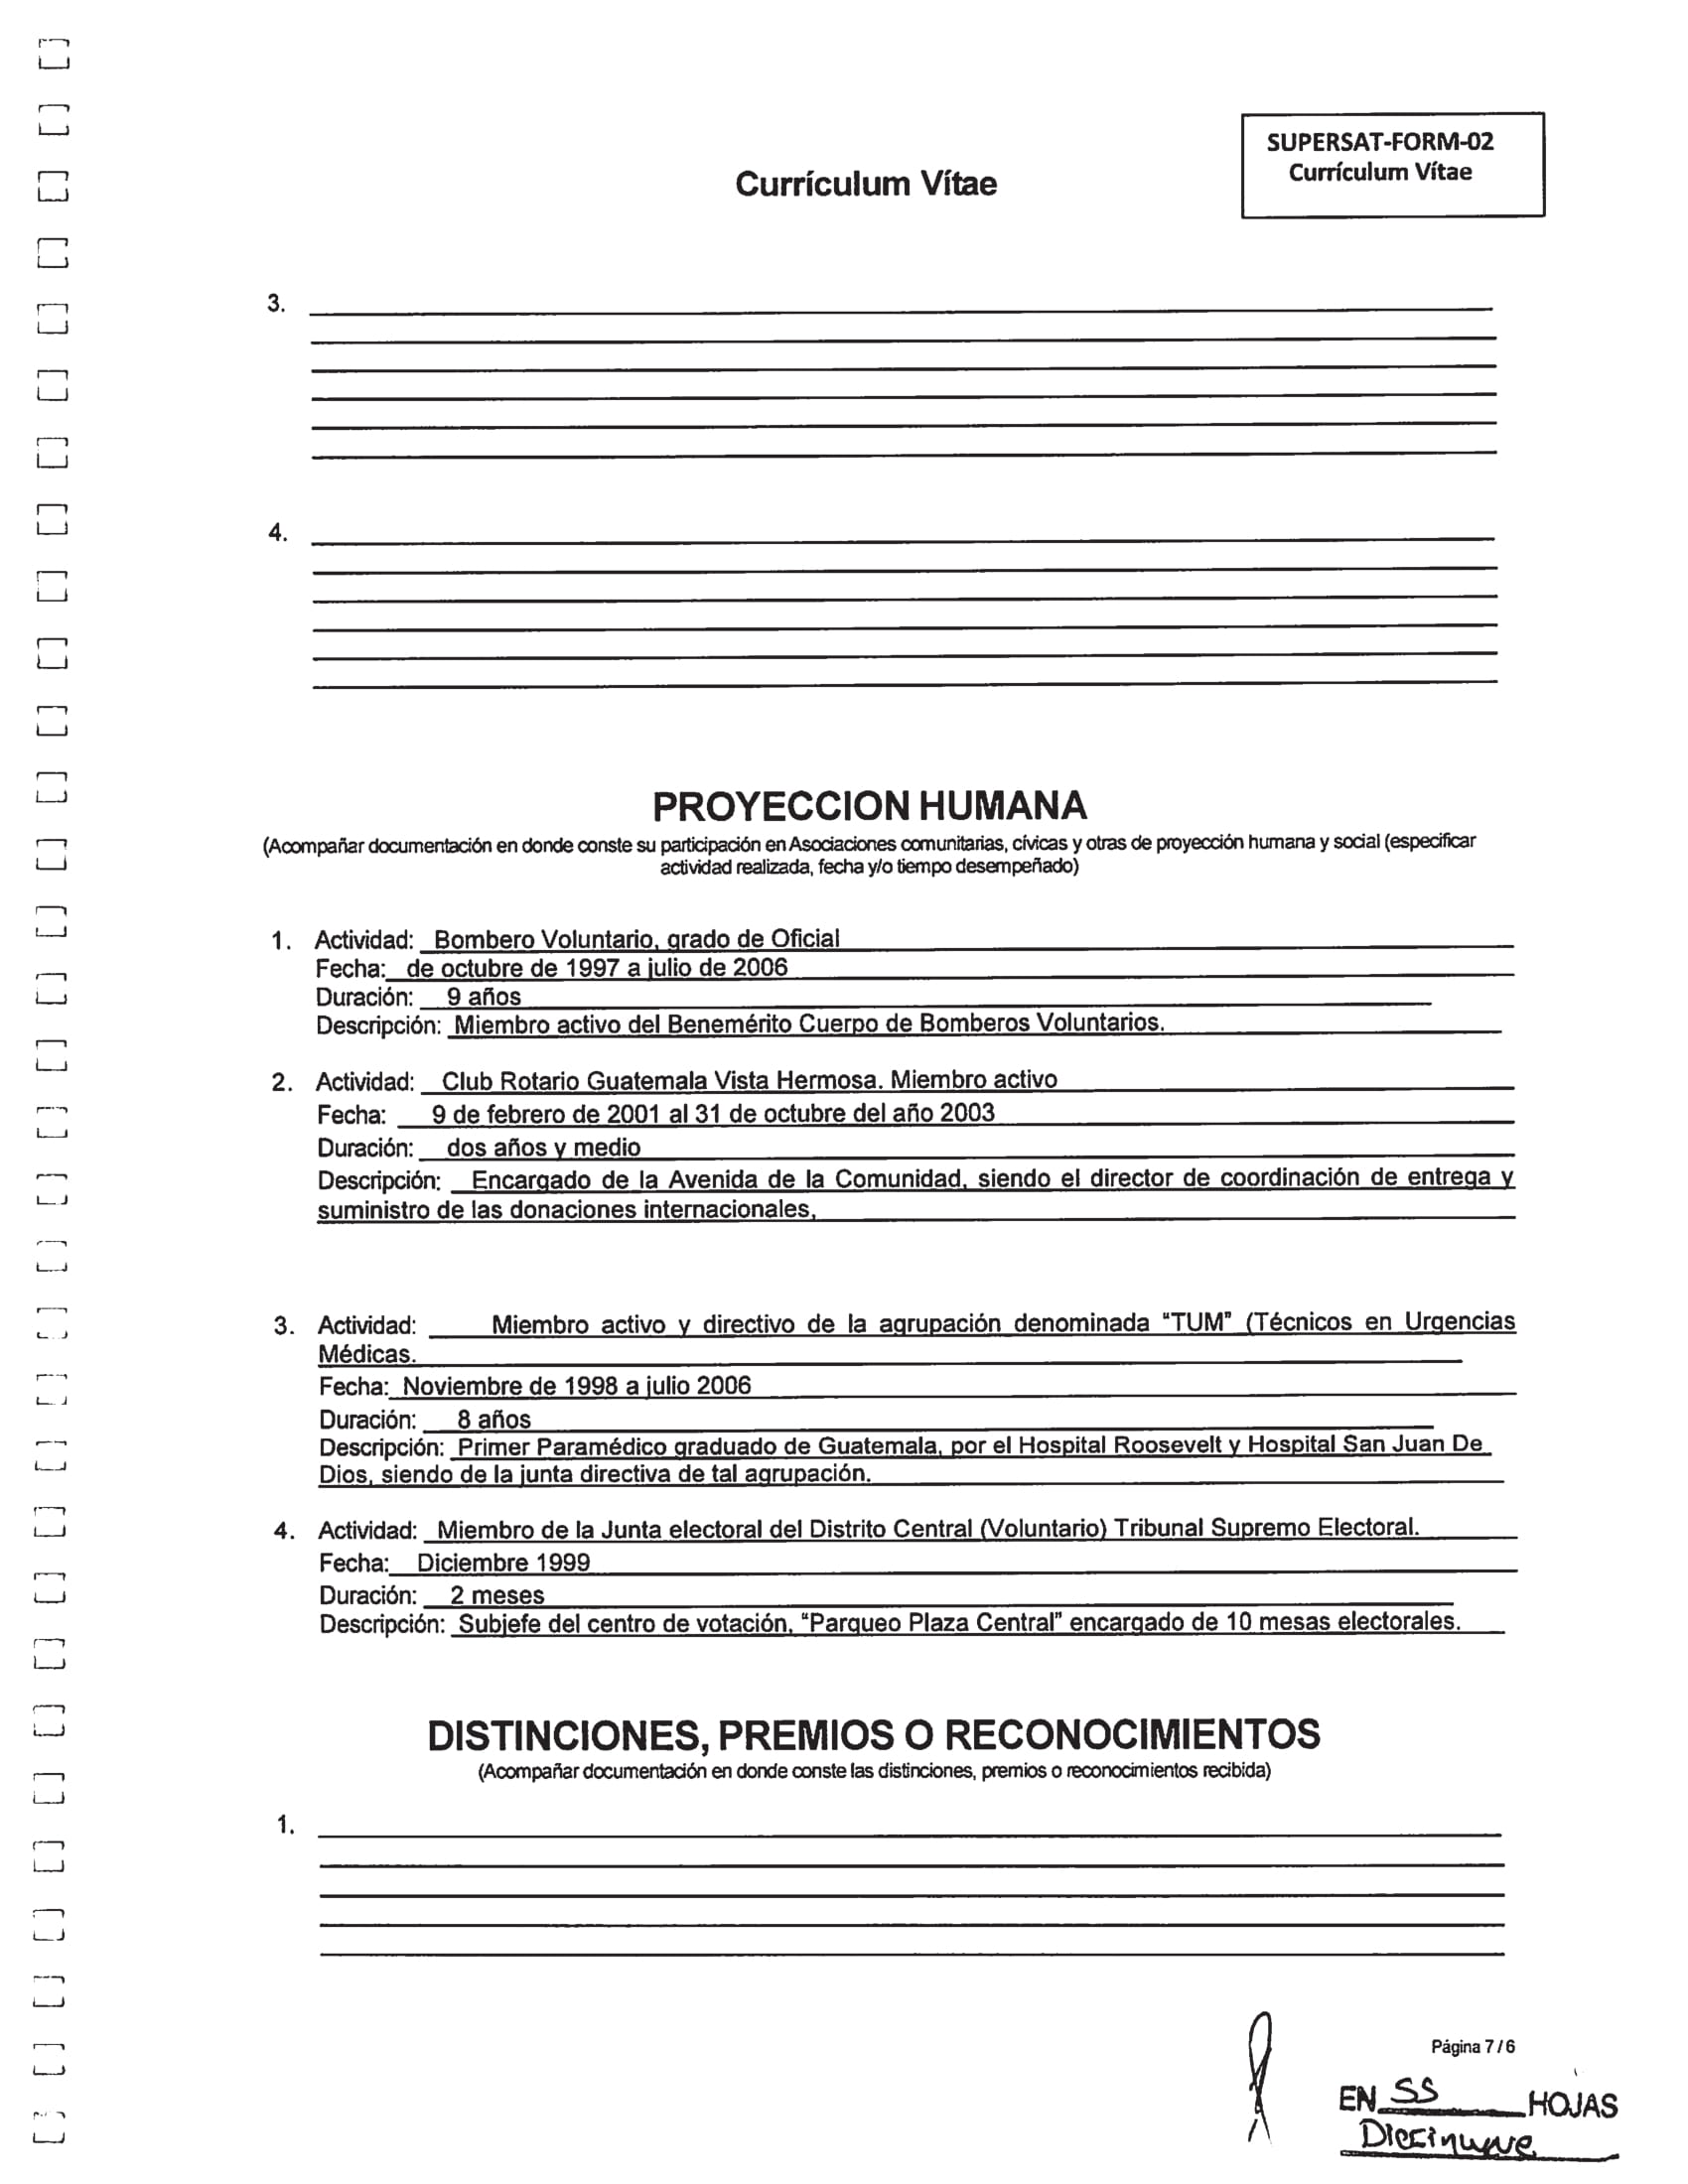 SUPERSAT-FORM-02
Currículum Vítae
Currículum Vítae
3.
4.
PROYECCION HUMANA
(Acompañar documentación en donde conste su participación en Asociaciones comunitarias, cívicas y otras de proyección humana y social (especificar
actividad realizada, fecha y/o tiempo desempeñado)
1. Actividad: Bombero Voluntario, grado de Oficial
Fecha: de octubre de 1997 a julio de 2006
Duración: 9 años
Descripción: Miembro activo del Benemérito Cuerpo de Bomberos Voluntarios.
2. Actividad: Club Rotario Guatemala Vista Hermosa. Miembro activo
Fecha: 9 de febrero de 2001 al 31 de octubre del año 2003
Duración: dos años y medio
Descripción: Encargado de la Avenida de la Comunidad, siendo el director de coordinación de entrega y
suministro de las donaciones internacionales,
3. Actividad: Miembro activo y directivo de la agrupación denominada “TUM” (Técnicos en Urgencias
Médicas.
Fecha: Noviembre de 1998 a julio 2006
Duración: 8 años
Descripción: Primer Paramédico graduado de Guatemala, por el Hospital Roosevelt y Hospital San Juan De
Dios, siendo de la junta directiva de tal agrupación.
4. Actividad: Miembro de la Junta electoral del Distrito Central (Voluntario) Tribunal Supremo Electoral.
Fecha: Diciembre 1999
Duración: 2 meses
Descripción: Subjefe del centro de votación, “Parqueo Plaza Central” encargado de 10 mesas electorales.
DISTINCIONES, PREMIOS O RECONOCIMIENTOS
(Acompañar documentación en donde conste las distinciones, premios o reconocimientos recibida)
1.
Página 7 / 6
EN SS HOJAS